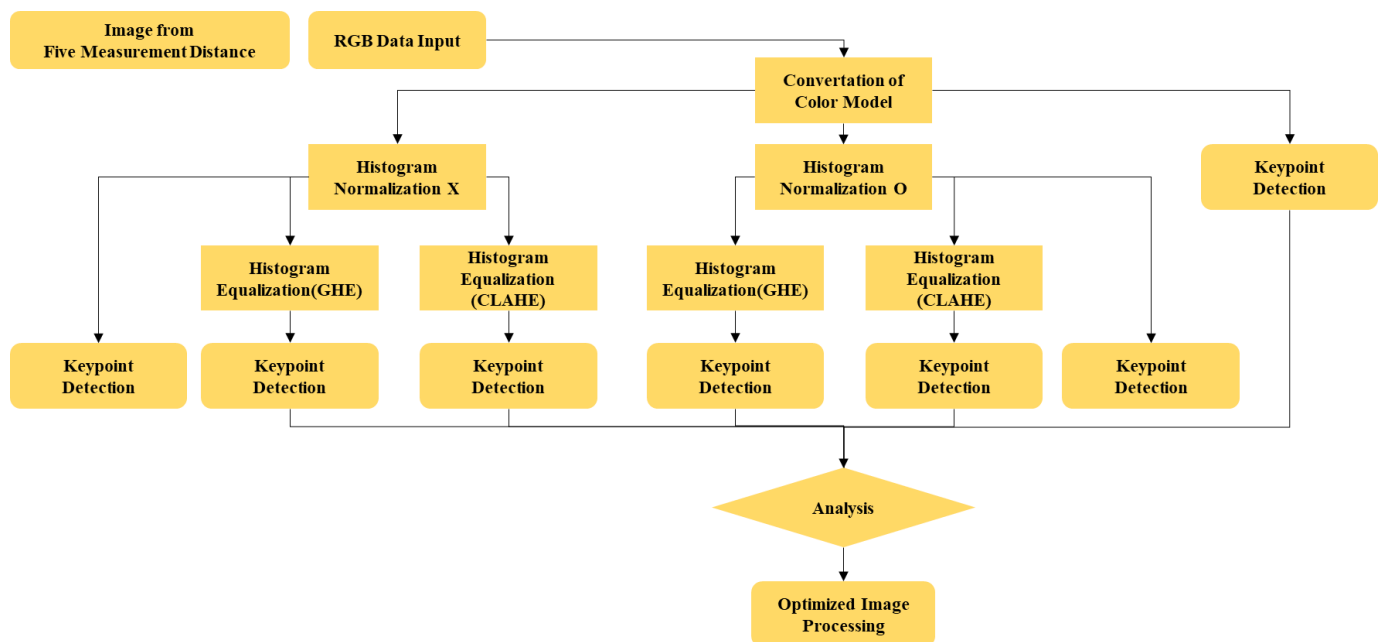 Image from
Five Measurement Distance
RGB Data Input
Convertation of
Color Model
Histogram
Normalization X
Histogram
Normalization O
Keypoint
Detection
Histogram
Equalization(GHE)
Histogram
Equalization
(CLAHE)
Histogram
Equalization(GHE)
Histogram
Equalization
(CLAHE)
Keypoint
Detection
Keypoint
Detection
Keypoint
Detection
Keypoint
Detection
Keypoint
Detection
Keypoint
Detection
Analysis
Optimized Image
Processing